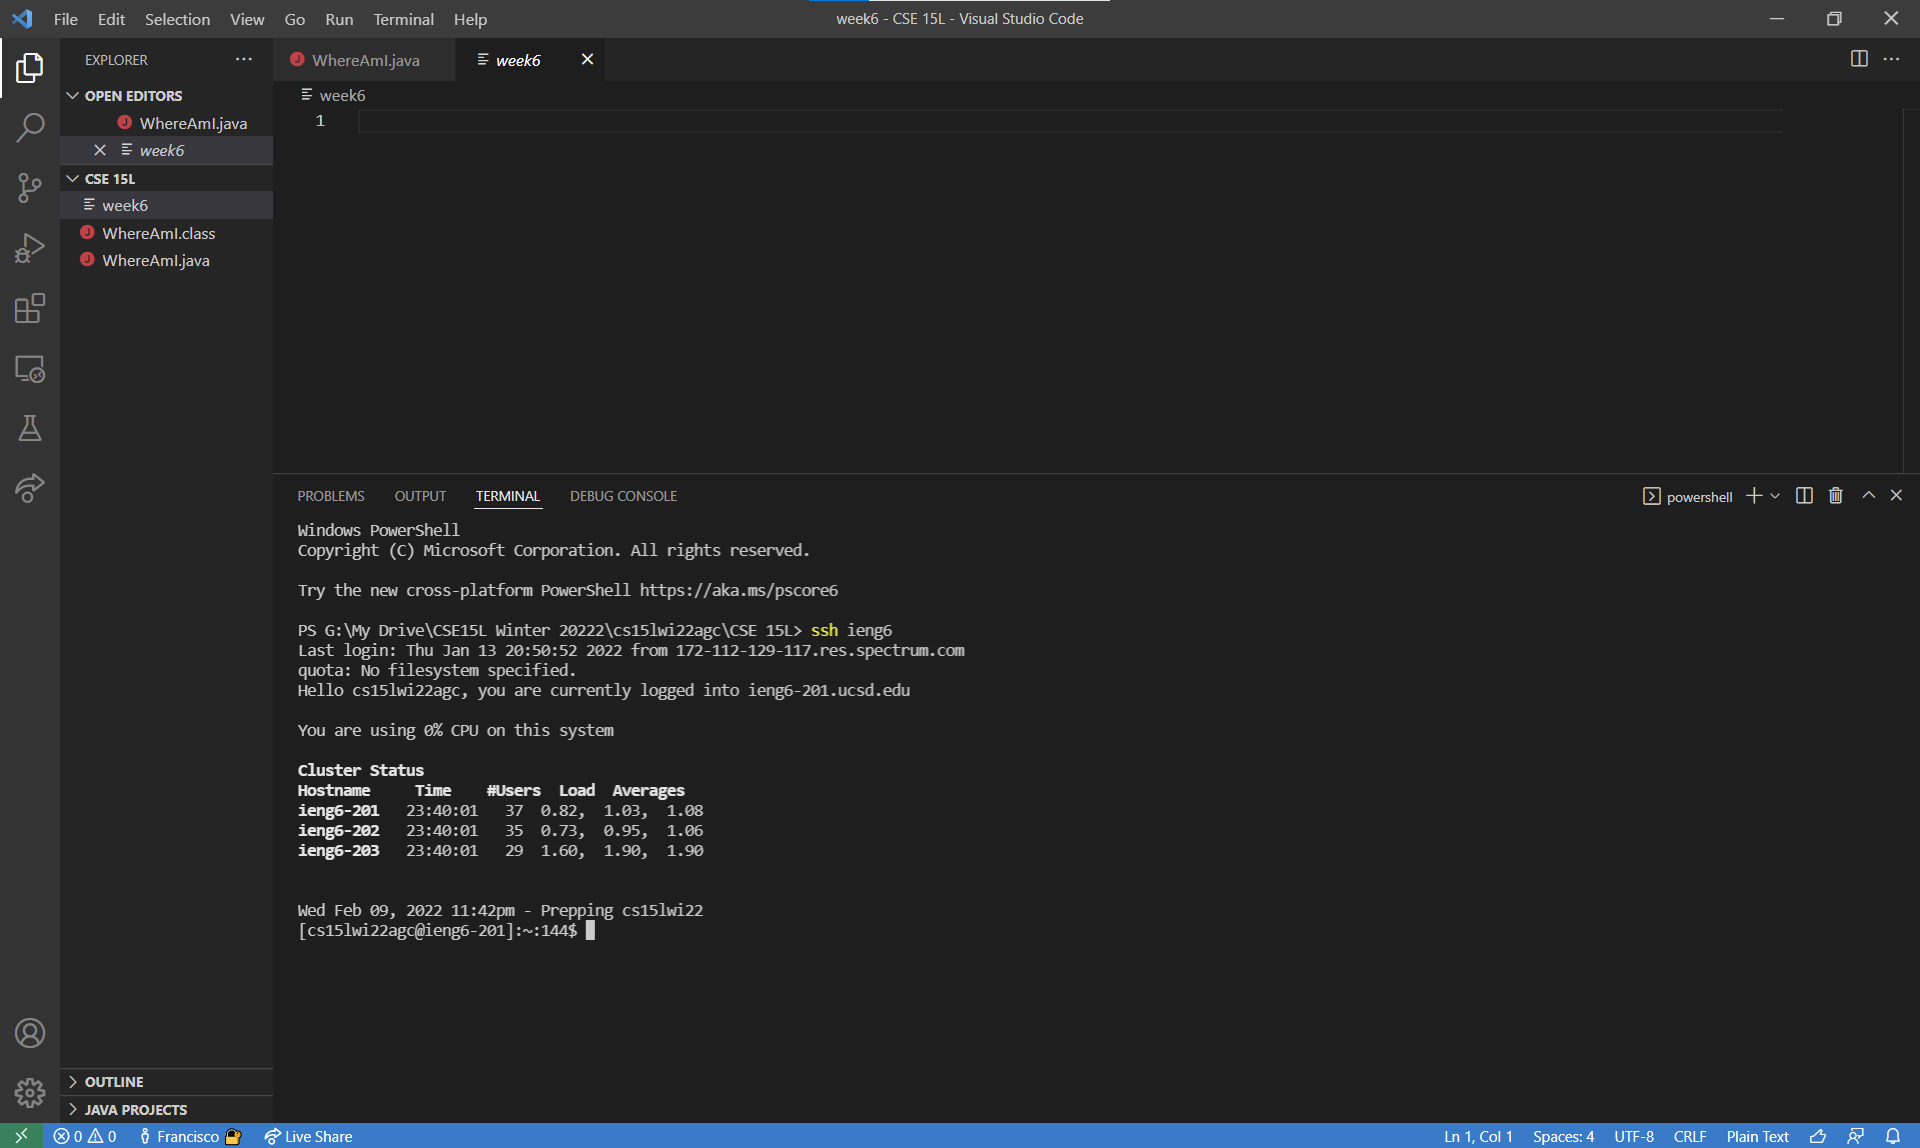 File Edit Selection View Go Run Terminal Help
week6 - CSE 15L - Visual Studio Code
EXPLORER
OPEN EDITORS
WhereAmI.java
week6
CSE 15L
week6
WhereAmI.class
WhereAmI.java
OUTLINE
JAVA PROJECTS
WhereAmI.java
week6
week6
1
PROBLEMS OUTPUT TERMINAL DEBUG CONSOLE
powershell
Windows PowerShell
Copyright (C) Microsoft Corporation. All rights reserved.
Try the new cross-platform PowerShell https://aka.ms/pscore6
PS G:\My Drive\CSE15L Winter 20222\cs15lwi22agc\CSE 15L> ssh ieng6
Last login: Thu Jan 13 20:50:52 2022 from 172-112-129-117.res.spectrum.com
quota: No filesystem specified.
Hello cs15lwi22agc, you are currently logged into ieng6-201.ucsd.edu
You are using 0% CPU on this system
Cluster Status
Hostname Time #Users Load Averages
ieng6-201 23:40:01 37 0.82, 1.03, 1.08
ieng6-202 23:40:01 35 0.73, 0.95, 1.06
ieng6-203 23:40:01 29 1.60, 1.90, 1.90
Wed Feb 09, 2022 11:42pm - Prepping cs15lwi22
[cs15lwi22agc@ieng6-201]:~:144$
0 0 Francisco Live Share
Ln 1, Col 1 Spaces: 4 UTF-8 CRLF Plain Text